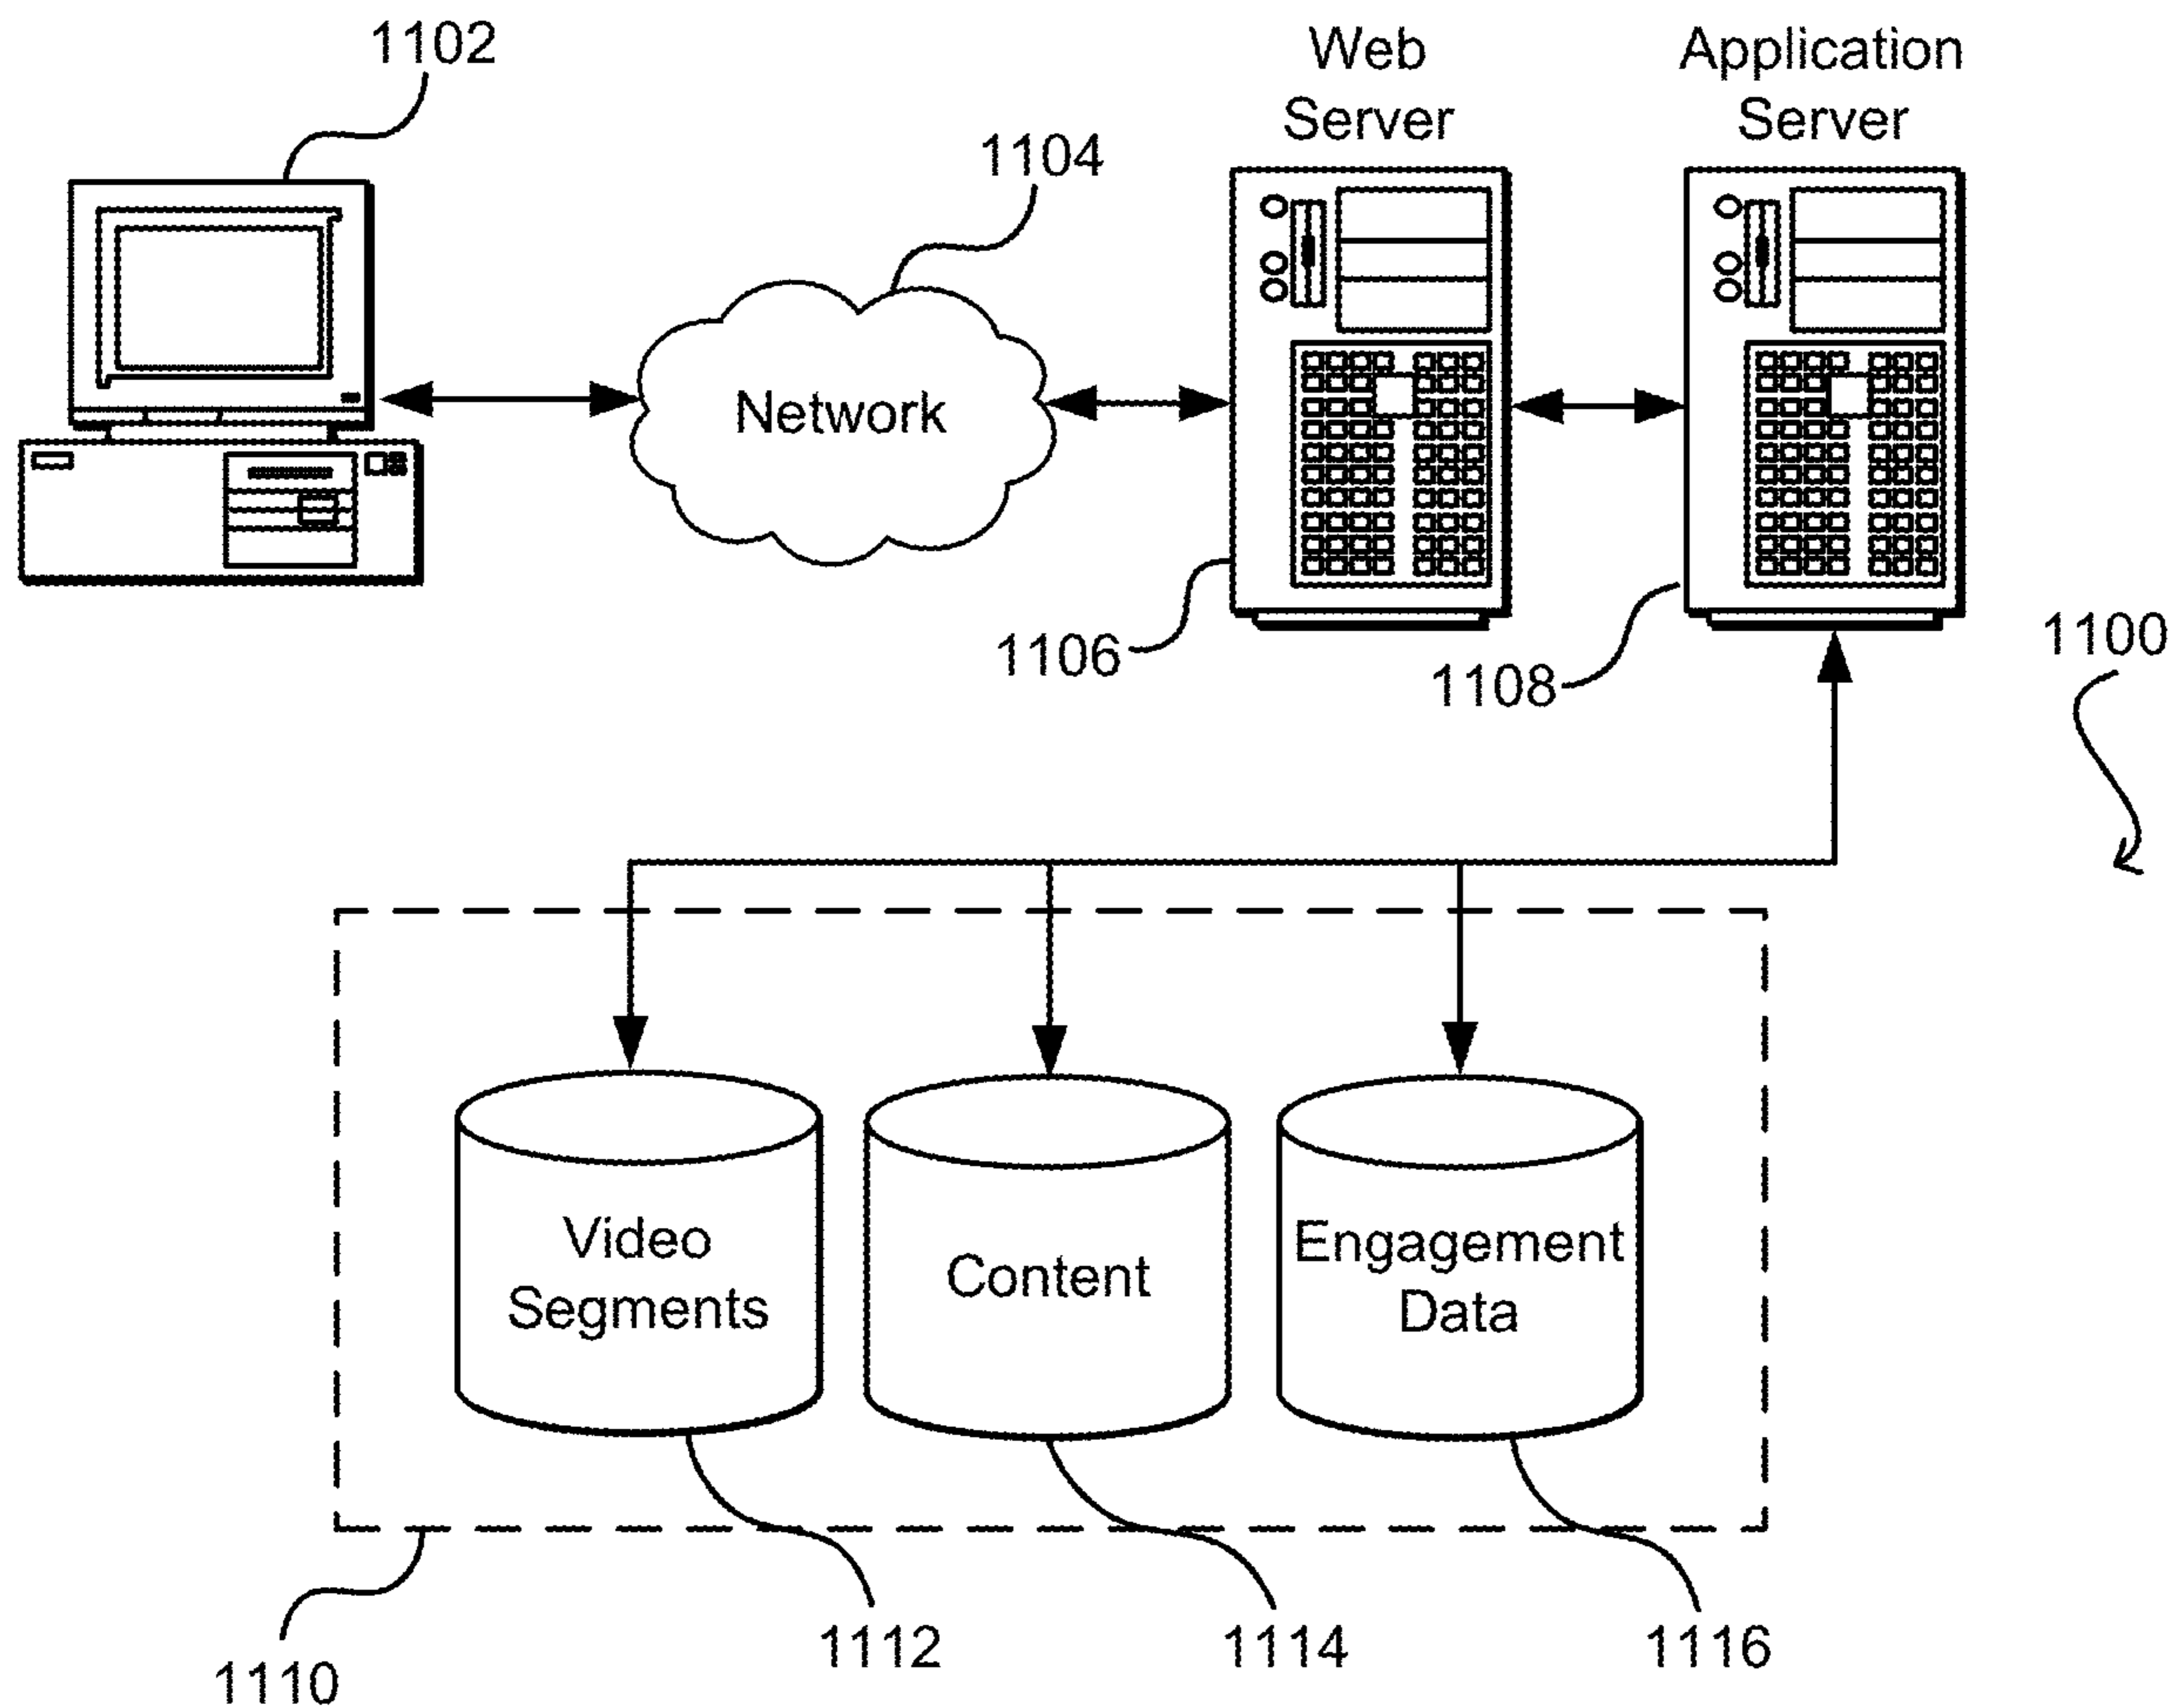 1102
Web
Server
Application
Server
1104
Network
1106
1108
1100
Video
Segments
Content
Engagement
Data
1110
1112
1114
1116